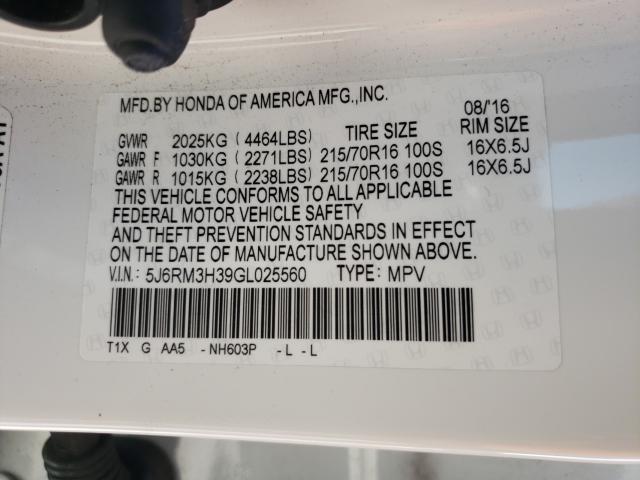 MFD.BY HONDA OF AMERICA MFG.,INC. 08/'16
GVWR 2025KG ( 4464LBS) TIRE SIZE RIM SIZE
GAWR F 1030KG ( 2271LBS) 215/70R16 100S 16X6.5J
GAWR R 1015KG ( 2238LBS) 215/70R16 100S 16X6.5J
THIS VEHICLE CONFORMS TO ALL APPLICABLE
FEDERAL MOTOR VEHICLE SAFETY
AND THEFT PREVENTION STANDARDS IN EFFECT
ON THE DATE OF MANUFACTURE SHOWN ABOVE.
V.I.N: 5J6RM3H39GL025560 TYPE: MPV
T1X G AA5 -NH603P -L -L